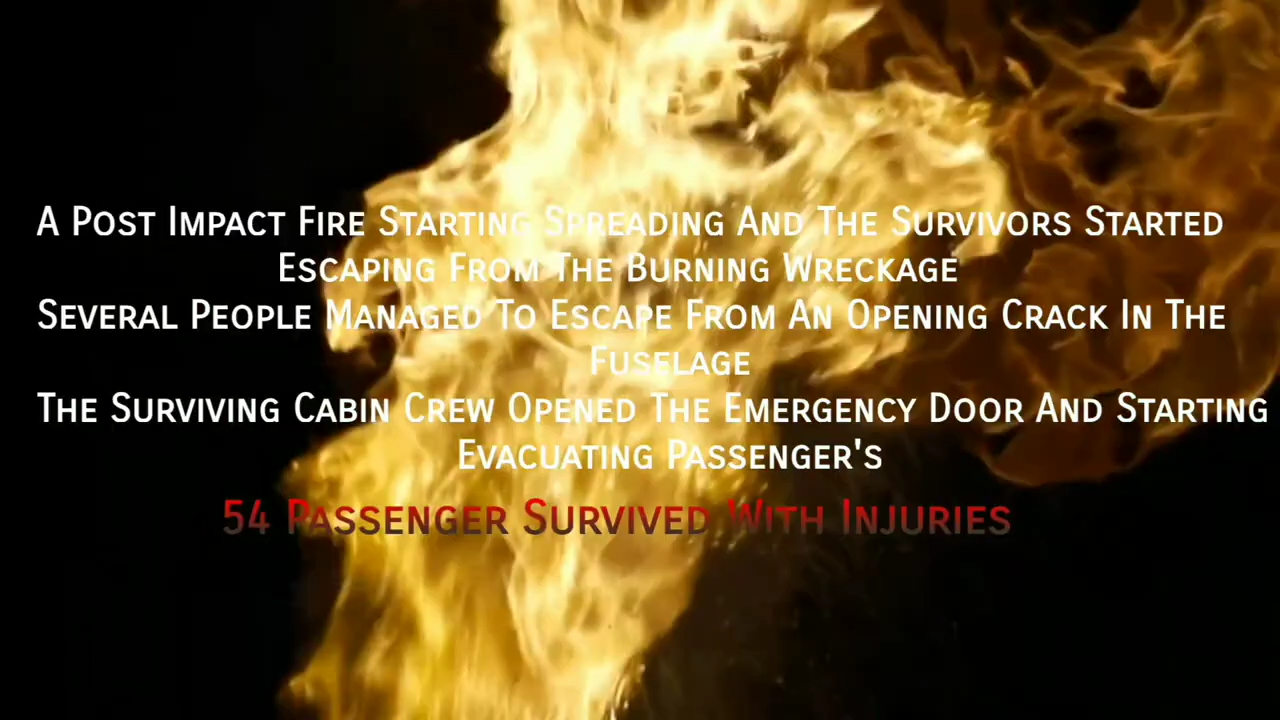 A Post Impact Fire Starting Spreading And The Survivors Started
Escaping From The Burning Wreckage
Several People Managed To Escape From An Opening Crack In The
Fuselage
The Surviving Cabin Crew Opened The Emergency Door And Starting
Evacuating Passenger's
54 Passenger Survived With Injuries